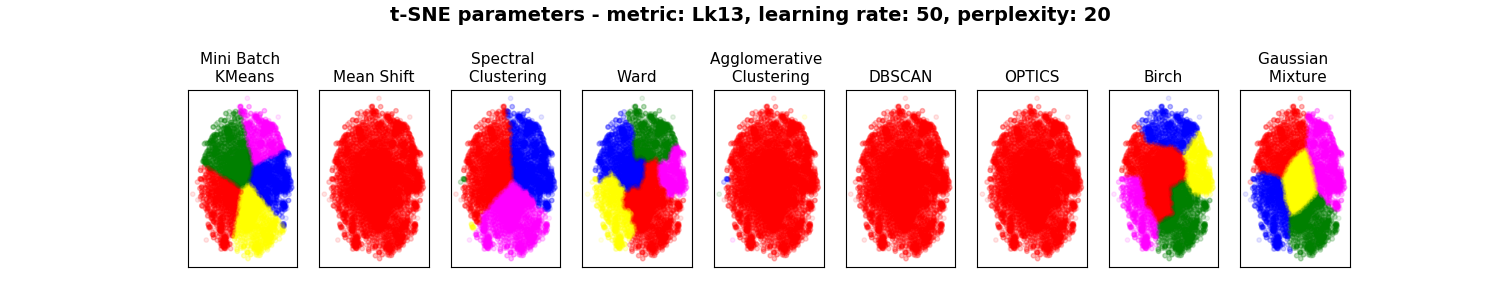 t-SNE parameters - metric: Lk13, learning rate: 50, perplexity: 20
Mini Batch
KMeans
Mean Shift
Spectral
Clustering
Ward
Agglomerative
Clustering
DBSCAN
OPTICS
Birch
Gaussian
Mixture